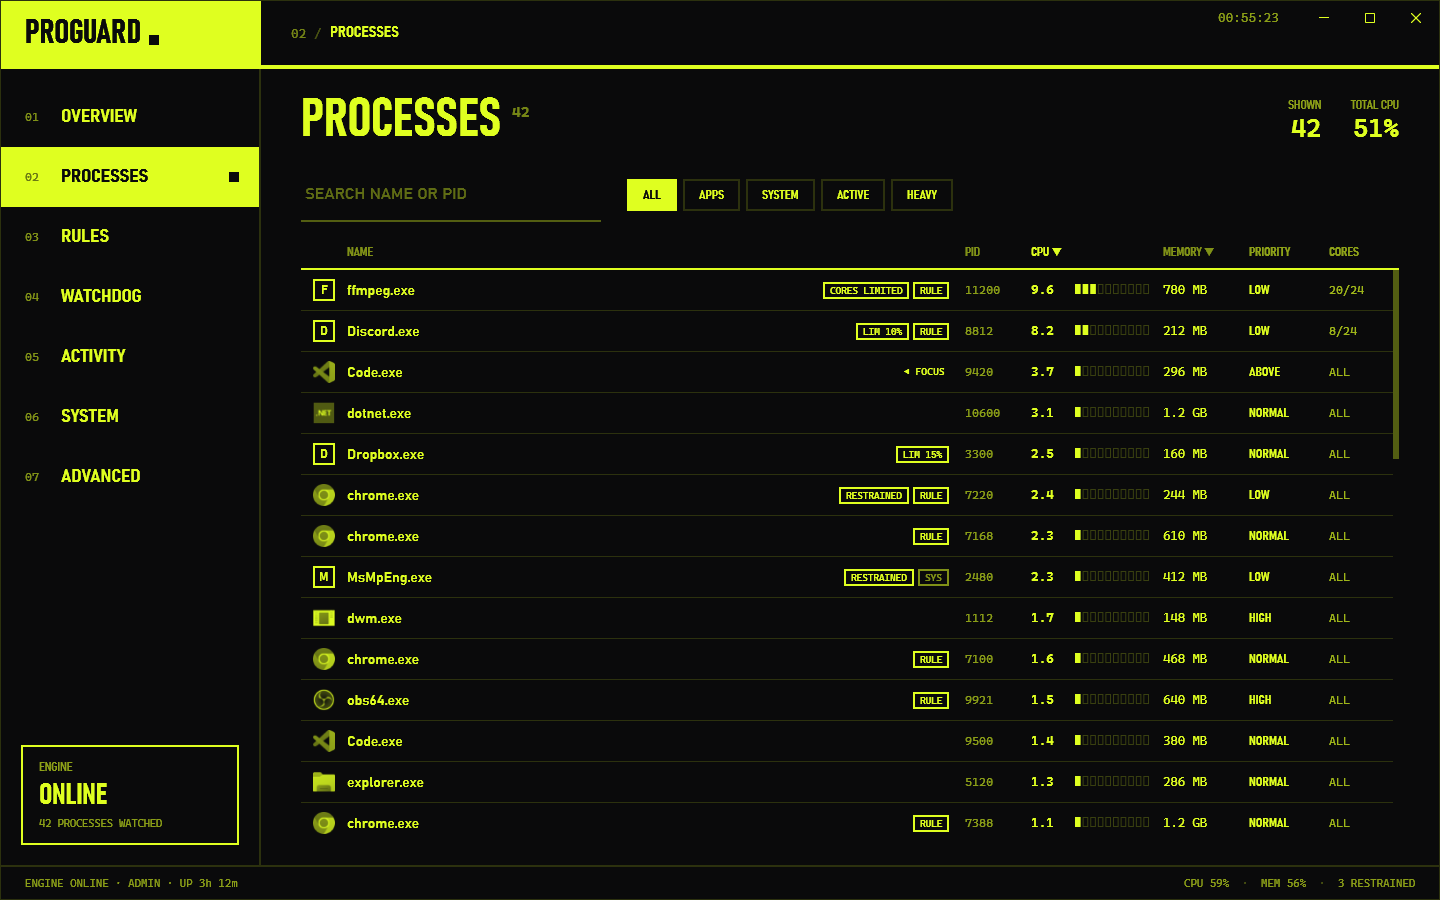 PROGUARD
02 / PROCESSES
00:55:23
01 OVERVIEW
02 PROCESSES
03 RULES
04 WATCHDOG
05 ACTIVITY
06 SYSTEM
07 ADVANCED
ENGINE
ONLINE
42 PROCESSES WATCHED
PROCESSES 42
SHOWN
42
TOTAL CPU
51%
SEARCH NAME OR PID
ALL APPS SYSTEM ACTIVE HEAVY
NAME PID CPU ▼ MEMORY ▼ PRIORITY CORES
F ffmpeg.exe CORES LIMITED RULE 11200 9.6 780 MB LOW 20/24
D Discord.exe LIM 10% RULE 8812 8.2 212 MB LOW 8/24
Code.exe ◄ FOCUS 9420 3.7 296 MB ABOVE ALL
.NET dotnet.exe 10600 3.1 1.2 GB NORMAL ALL
D Dropbox.exe LIM 15% 3300 2.5 160 MB NORMAL ALL
chrome.exe RESTRAINED RULE 7220 2.4 244 MB LOW ALL
chrome.exe RULE 7168 2.3 610 MB NORMAL ALL
M MsMpEng.exe RESTRAINED SYS 2480 2.3 412 MB LOW ALL
dwm.exe 1112 1.7 148 MB HIGH ALL
chrome.exe RULE 7100 1.6 468 MB NORMAL ALL
obs64.exe RULE 9921 1.5 640 MB HIGH ALL
Code.exe 9500 1.4 380 MB NORMAL ALL
explorer.exe 5120 1.3 286 MB NORMAL ALL
chrome.exe RULE 7388 1.1 1.2 GB NORMAL ALL
ENGINE ONLINE · ADMIN · UP 3h 12m
CPU 59% · MEM 56% · 3 RESTRAINED